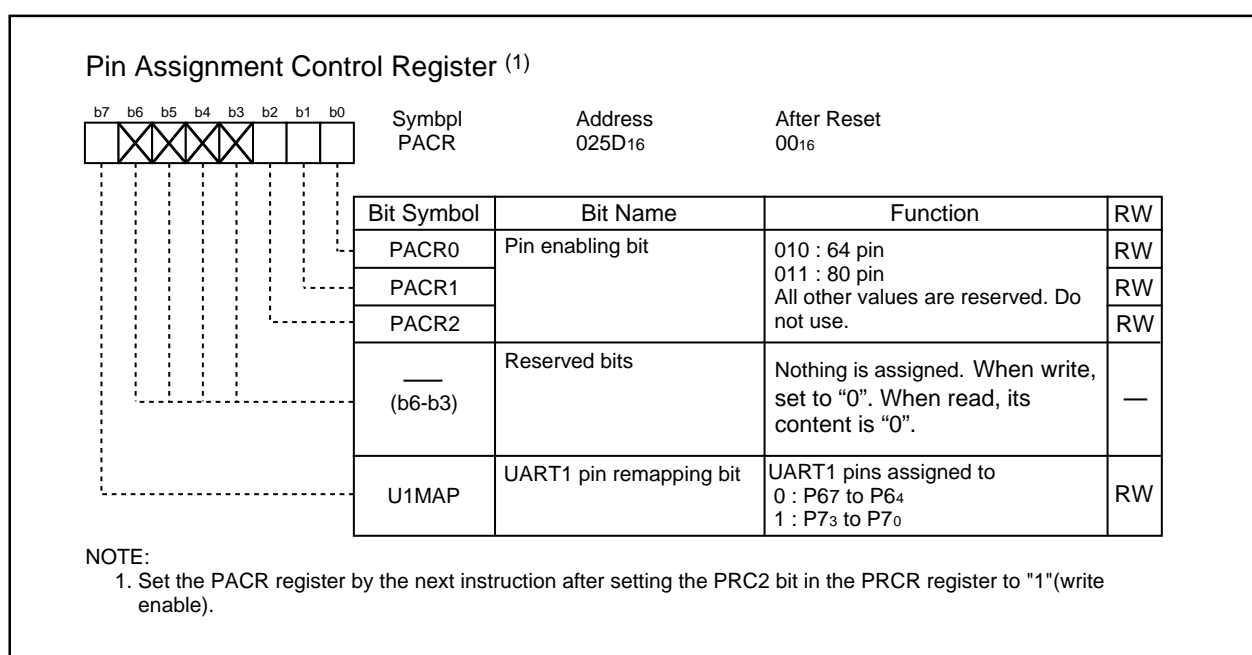 Pin Assignment Control Register (1)
b7 b6 b5 b4 b3 b2 b1 b0
Symbpl Address After Reset
PACR 025D16 0016
Bit Symbol Bit Name Function RW
PACR0 Pin enabling bit 010 : 64 pin RW
011 : 80 pin
PACR1 All other values are reserved. Do RW
PACR2 not use. RW
(b6-b3) Reserved bits Nothing is assigned. When write, —
set to “0”. When read, its
content is “0”.
U1MAP UART1 pin remapping bit UART1 pins assigned to RW
0 : P67 to P64
1 : P73 to P70
NOTE:
1. Set the PACR register by the next instruction after setting the PRC2 bit in the PRCR register to "1"(write
enable).